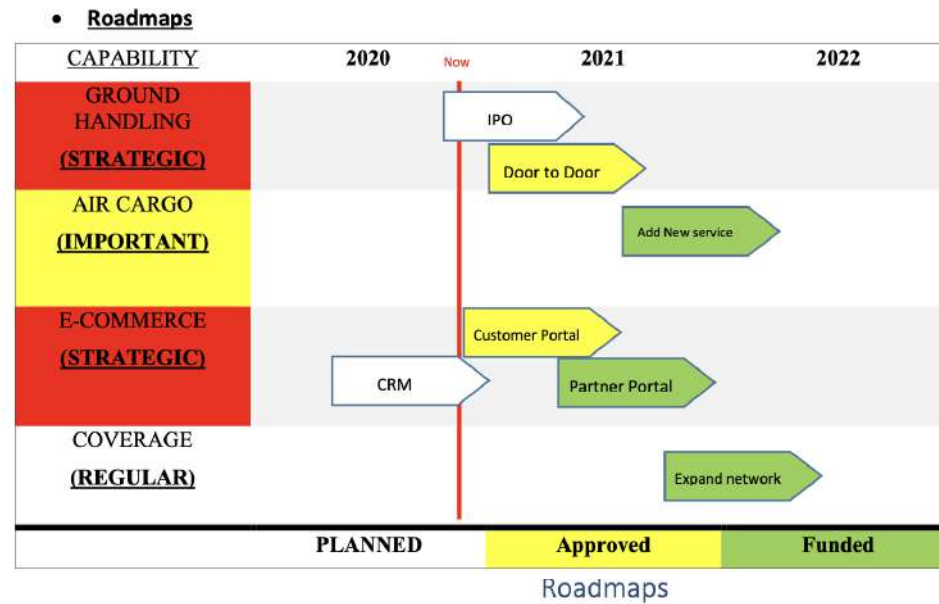 • Roadmaps
CAPABILITY 2020 Now 2021 2022
GROUND
HANDLING
(STRATEGIC)
IPO
Door to Door
AIR CARGO
(IMPORTANT)
Add New service
E-COMMERCE
(STRATEGIC)
Customer Portal
CRM
Partner Portal
COVERAGE
(REGULAR)
Expand network
PLANNED Approved Funded
Roadmaps